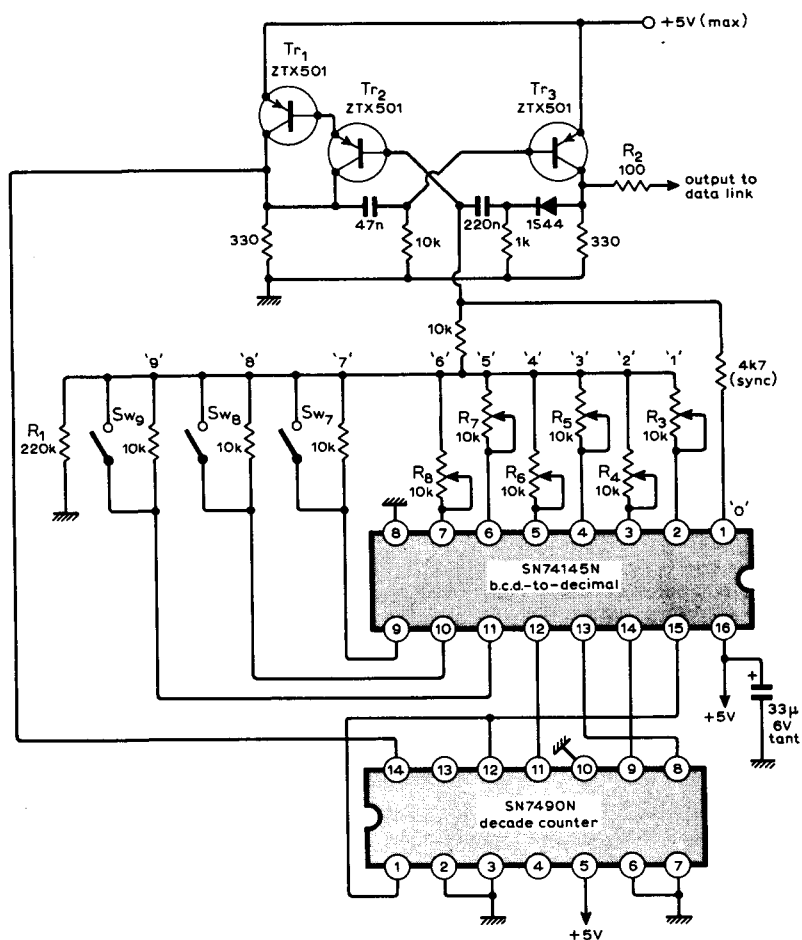 +5V (max)
Tr1
ZTX501
Tr2
ZTX501
Tr3
ZTX501
R2
100
output to
data link
47n
220n
1S44
330
10k
1k
330
10k
4k7
(sync)
'9'
'8'
'7'
'6'
'5'
'4'
'3'
'2'
'1'
R1
220k
Sw9
10k
Sw8
10k
Sw7
10k
R8
10k
R7
10k
R6
10k
R5
10k
R4
10k
R3
10k
'0'
8 7 6 5 4 3 2 1
SN74145N
b.c.d.-to-decimal
9 10 11 12 13 14 15 16
+5V
+
33μ
6V
tant
14 13 12 11 10 9 8
SN7490N
decade counter
1 2 3 4 5 6 7
+5V